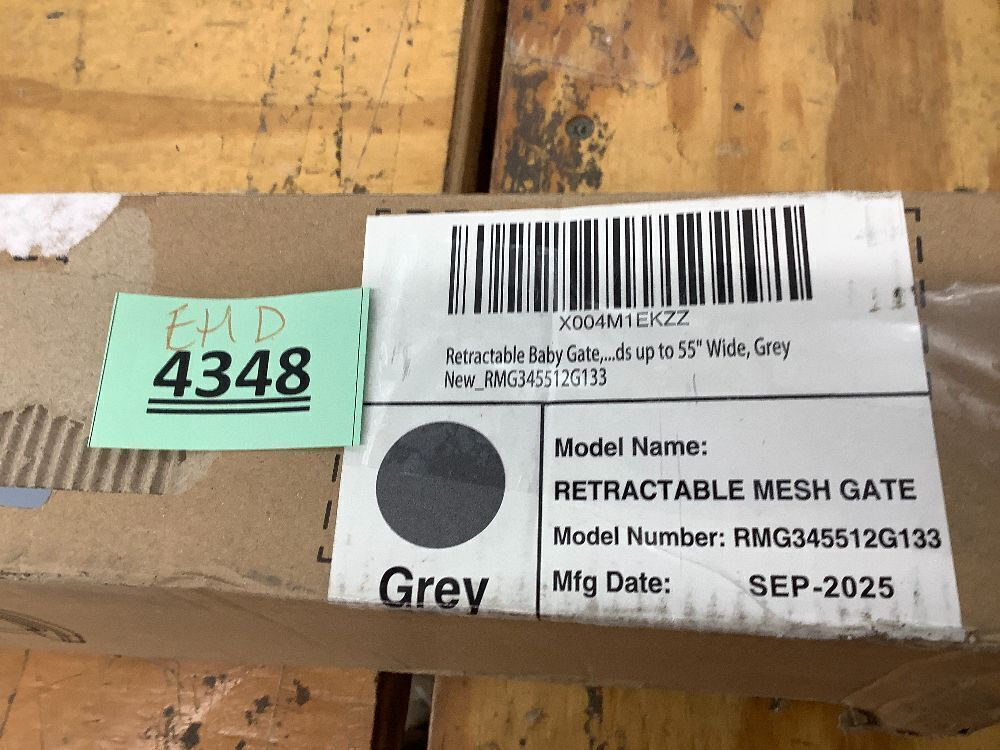 EHD
4348
X004M1EKZZ
Retractable Baby Gate,...ds up to 55" Wide, Grey
New_RMG345512G133
Grey
Model Name:
RETRACTABLE MESH GATE
Model Number: RMG345512G133
Mfg Date: SEP-2025